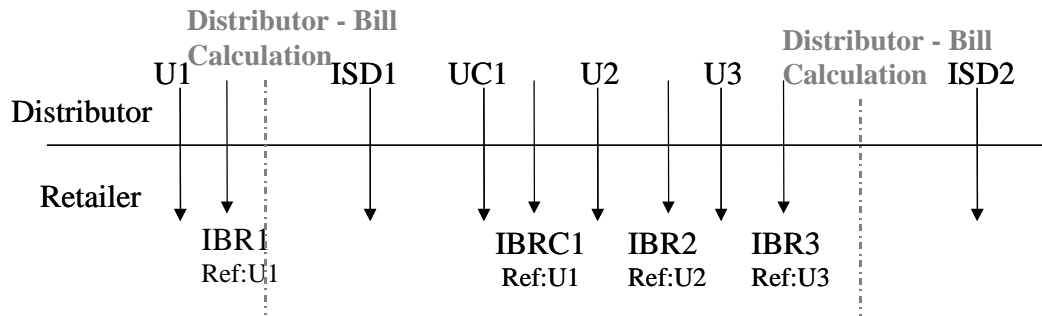 Distributor - Bill
Calculation
Distributor - Bill
Calculation
U1
ISD1
UC1
U2
U3
ISD2
Distributor
Retailer
IBR1
Ref:U1
IBRC1
Ref:U1
IBR2
Ref:U2
IBR3
Ref:U3